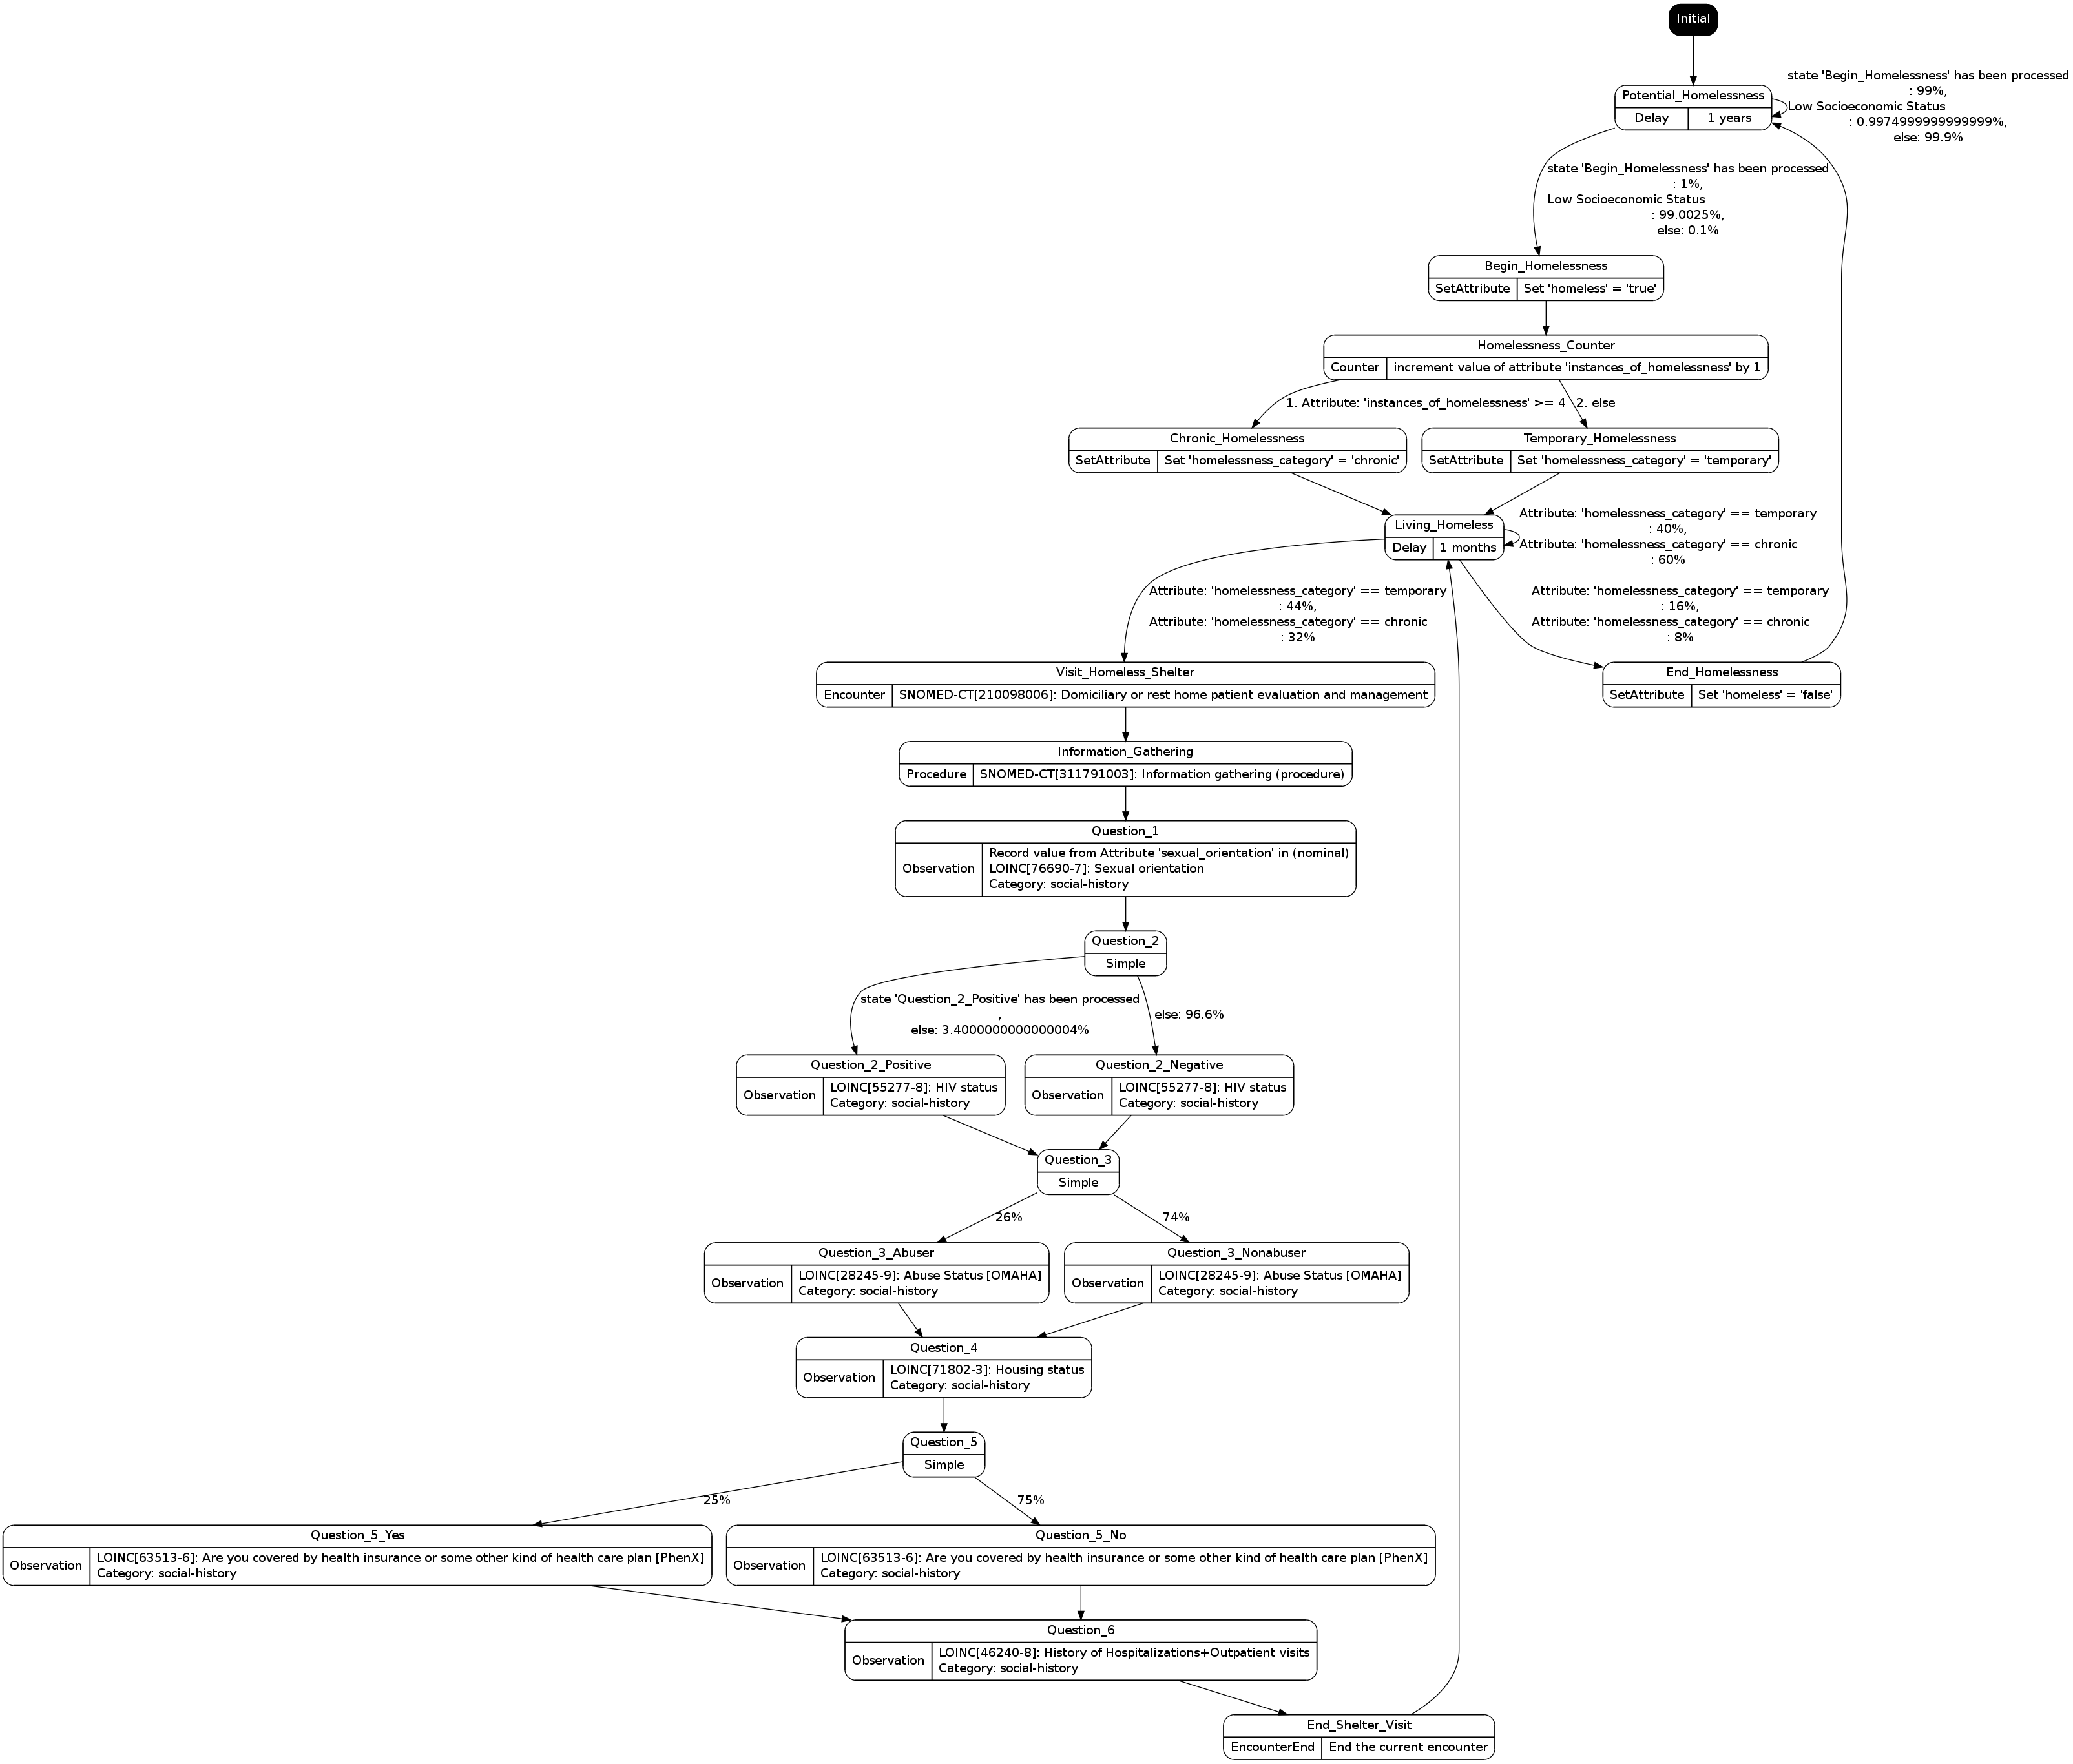 Initial
Potential_Homelessness
Delay
1 years
state 'Begin_Homelessness' has been processed
: 99%,
Low Socioeconomic Status
: 0.9974999999999999%,
else: 99.9%
state 'Begin_Homelessness' has been processed
: 1%,
Low Socioeconomic Status
: 99.0025%,
else: 0.1%
Begin_Homelessness
SetAttribute
Set 'homeless' = 'true'
Homelessness_Counter
Counter
increment value of attribute 'instances_of_homelessness' by 1
1. Attribute: 'instances_of_homelessness' >= 4
2. else
Chronic_Homelessness
SetAttribute
Set 'homelessness_category' = 'chronic'
Temporary_Homelessness
SetAttribute
Set 'homelessness_category' = 'temporary'
Living_Homeless
Delay
1 months
Attribute: 'homelessness_category' == temporary
: 40%,
Attribute: 'homelessness_category' == chronic
: 60%
Attribute: 'homelessness_category' == temporary
: 44%,
Attribute: 'homelessness_category' == chronic
: 32%
Attribute: 'homelessness_category' == temporary
: 16%,
Attribute: 'homelessness_category' == chronic
: 8%
Visit_Homeless_Shelter
Encounter
SNOMED-CT[210098006]: Domiciliary or rest home patient evaluation and management
End_Homelessness
SetAttribute
Set 'homeless' = 'false'
Information_Gathering
Procedure
SNOMED-CT[311791003]: Information gathering (procedure)
Question_1
Observation
Record value from Attribute 'sexual_orientation' in (nominal)
LOINC[76690-7]: Sexual orientation
Category: social-history
Question_2
Simple
state 'Question_2_Positive' has been processed
,
else: 3.4000000000000004%
else: 96.6%
Question_2_Positive
Observation
LOINC[55277-8]: HIV status
Category: social-history
Question_2_Negative
Observation
LOINC[55277-8]: HIV status
Category: social-history
Question_3
Simple
26%
74%
Question_3_Abuser
Observation
LOINC[28245-9]: Abuse Status [OMAHA]
Category: social-history
Question_3_Nonabuser
Observation
LOINC[28245-9]: Abuse Status [OMAHA]
Category: social-history
Question_4
Observation
LOINC[71802-3]: Housing status
Category: social-history
Question_5
Simple
25%
75%
Question_5_Yes
Observation
LOINC[63513-6]: Are you covered by health insurance or some other kind of health care plan [PhenX]
Category: social-history
Question_5_No
Observation
LOINC[63513-6]: Are you covered by health insurance or some other kind of health care plan [PhenX]
Category: social-history
Question_6
Observation
LOINC[46240-8]: History of Hospitalizations+Outpatient visits
Category: social-history
End_Shelter_Visit
EncounterEnd
End the current encounter